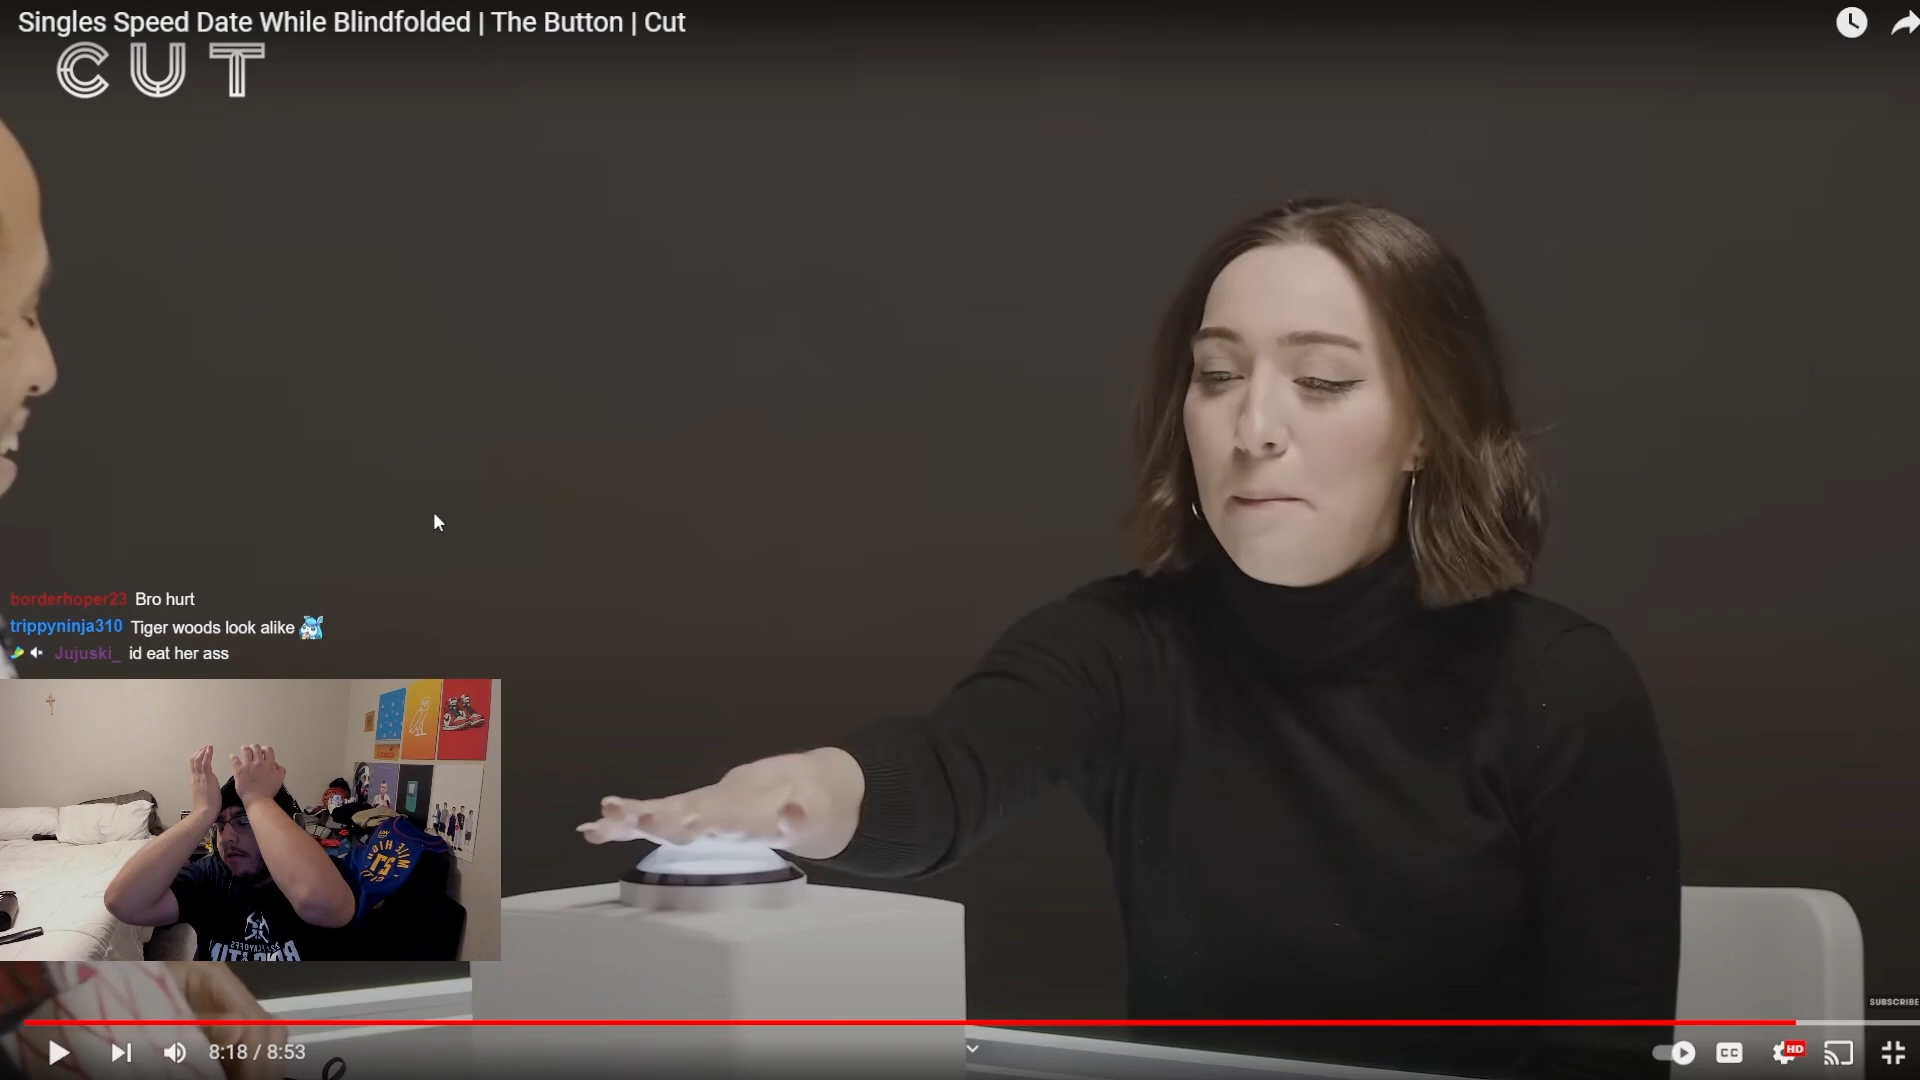 Singles Speed Date While Blindfolded | The Button | Cut
CUT
borderhoper23 Bro hurt
trippyninja310 Tiger woods look alike
Jujuski_ id eat her ass
SUBSCRIBE
8:18 / 8:53
CC
HD